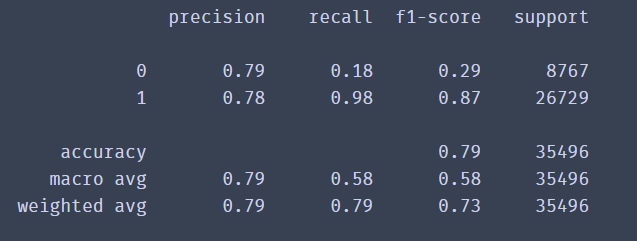 precision recall f1-score support
0 0.79 0.18 0.29 8767
1 0.78 0.98 0.87 26729
accuracy 0.79 35496
macro avg 0.79 0.58 0.58 35496
weighted avg 0.79 0.79 0.73 35496